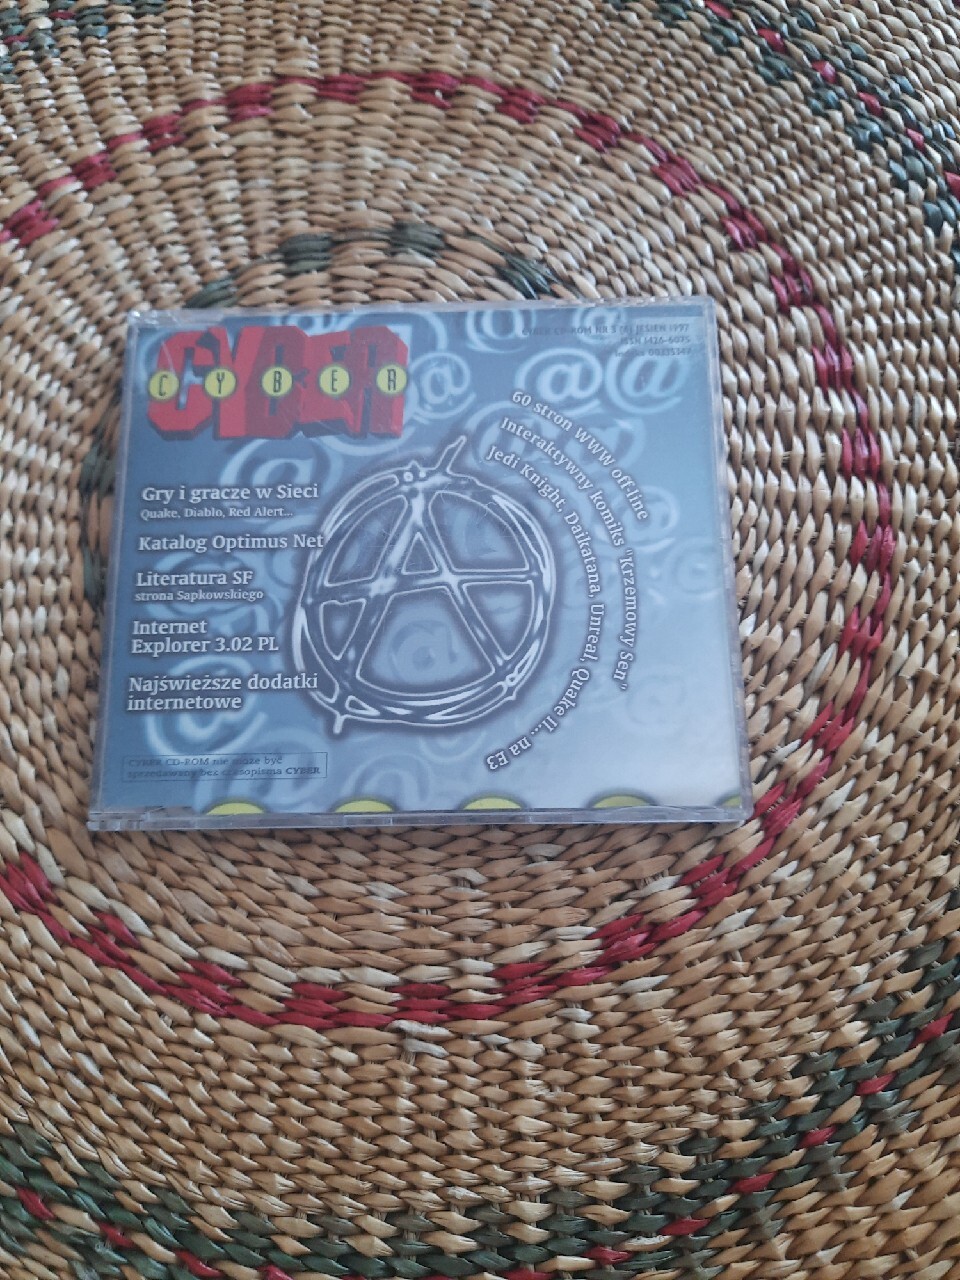 CYBER
CYBER
CYBER CD-ROM NR 3 JESIEŃ 1997
ISSN 1426-6075
Gry i gracze w Sieci
Quake, Diablo, Red Alert...
Katalog Optimus Net
Literatura SF
strona Sapkowskiego
Internet
Explorer 3.02 PL
Najświeższe dodatki
internetowe
60 stron WWW off-line
Interaktywny komiks "Krzemowy Sen"
Jedi Knight, Daikatana, Unreal, Quake II... na E3
CYBER CD-ROM nie może być
sprzedawany bez czasopisma CYBER